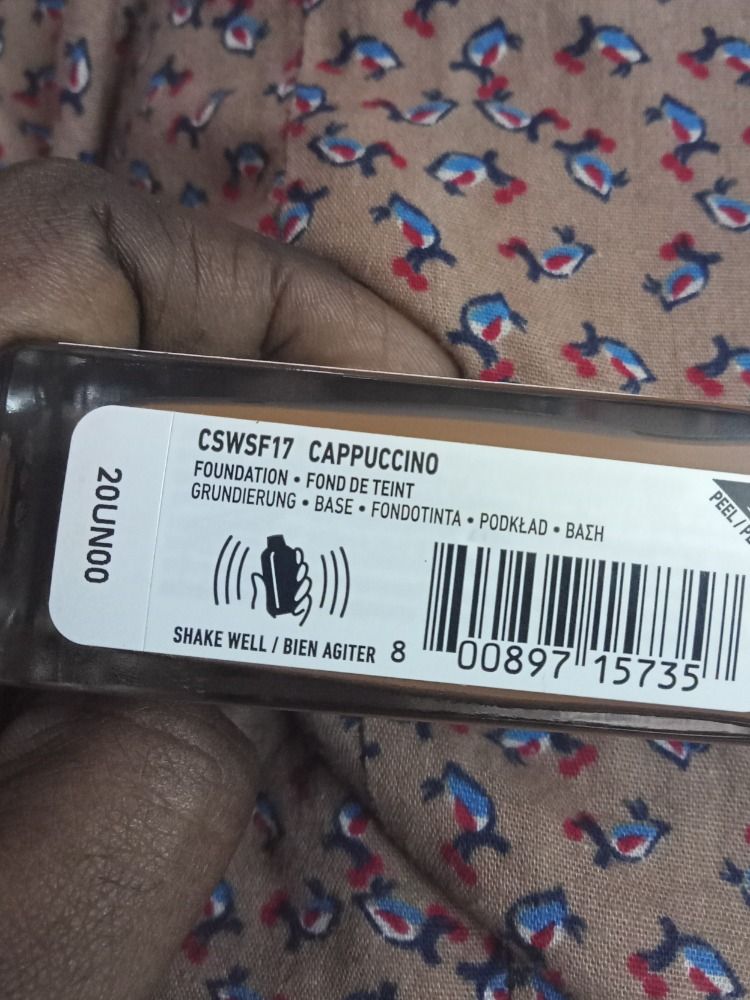 CSWSF17 CAPPUCCINO
FOUNDATION • FOND DE TEINT
GRUNDIERUNG • BASE • FONDOTINTA • PODKŁAD • ΒΑΣΗ
20UN00
SHAKE WELL / BIEN AGITER
8 00897 15735
PEEL /